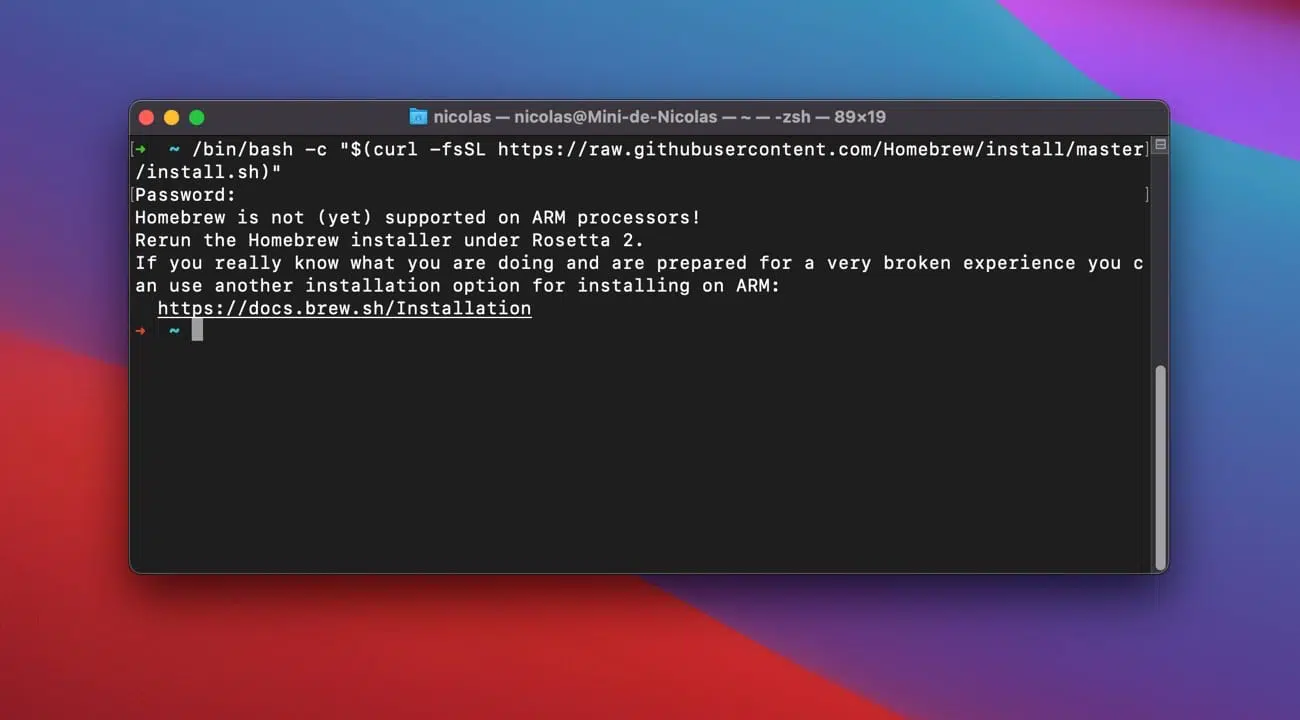 nicolas — nicolas@Mini-de-Nicolas — ~ — -zsh — 89×19
[➜  ~ /bin/bash -c "$(curl -fsSL https://raw.githubusercontent.com/Homebrew/install/master]
/install.sh)"
[Password:]
Homebrew is not (yet) supported on ARM processors!
Rerun the Homebrew installer under Rosetta 2.
If you really know what you are doing and are prepared for a very broken experience you c
an use another installation option for installing on ARM:
https://docs.brew.sh/Installation
➜  ~